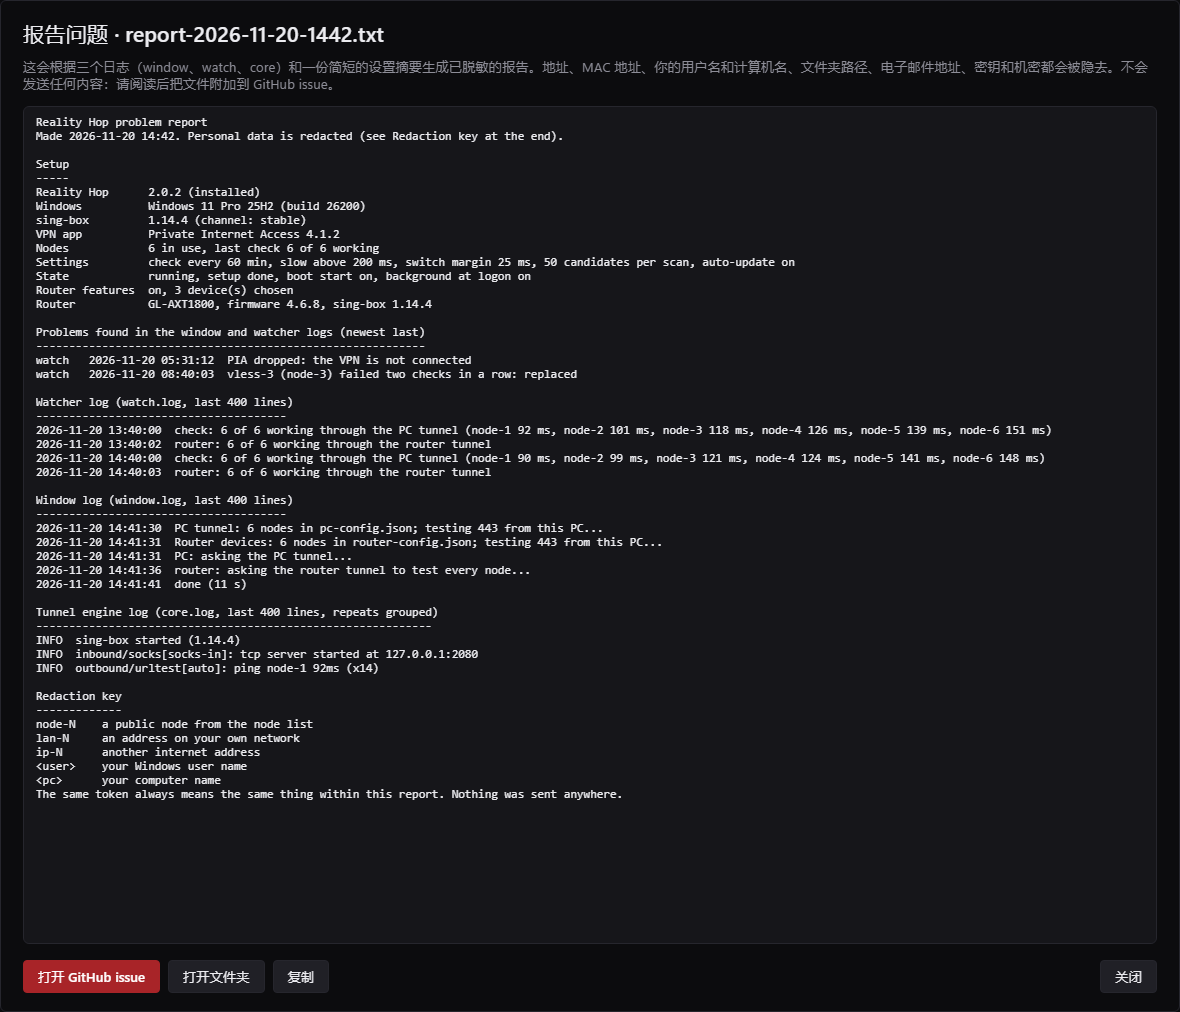 报告问题 · report-2026-11-20-1442.txt
这会根据三个日志（window、watch、core）和一份简短的设置摘要生成已脱敏的报告。地址、MAC 地址、你的用户名和计算机名、文件夹路径、电子邮件地址、密钥和机密都会被隐去。不会
发送任何内容：请阅读后把文件附加到 GitHub issue。
Reality Hop problem report
Made 2026-11-20 14:42. Personal data is redacted (see Redaction key at the end).
Setup
-----
Reality Hop      2.0.2 (installed)
Windows          Windows 11 Pro 25H2 (build 26200)
sing-box         1.14.4 (channel: stable)
VPN app          Private Internet Access 4.1.2
Nodes            6 in use, last check 6 of 6 working
Settings         check every 60 min, slow above 200 ms, switch margin 25 ms, 50 candidates per scan, auto-update on
State            running, setup done, boot start on, background at logon on
Router features  on, 3 device(s) chosen
Router           GL-AXT1800, firmware 4.6.8, sing-box 1.14.4
Problems found in the window and watcher logs (newest last)
-----------------------------------------------------------
watch   2026-11-20 05:31:12  PIA dropped: the VPN is not connected
watch   2026-11-20 08:40:03  vless-3 (node-3) failed two checks in a row: replaced
Watcher log (watch.log, last 400 lines)
--------------------------------------
2026-11-20 13:40:00  check: 6 of 6 working through the PC tunnel (node-1 92 ms, node-2 101 ms, node-3 118 ms, node-4 126 ms, node-5 139 ms, node-6 151 ms)
2026-11-20 13:40:02  router: 6 of 6 working through the router tunnel
2026-11-20 14:40:00  check: 6 of 6 working through the PC tunnel (node-1 90 ms, node-2 99 ms, node-3 121 ms, node-4 124 ms, node-5 141 ms, node-6 148 ms)
2026-11-20 14:40:03  router: 6 of 6 working through the router tunnel
Window log (window.log, last 400 lines)
--------------------------------------
2026-11-20 14:41:30  PC tunnel: 6 nodes in pc-config.json; testing 443 from this PC...
2026-11-20 14:41:31  Router devices: 6 nodes in router-config.json; testing 443 from this PC...
2026-11-20 14:41:31  PC: asking the PC tunnel...
2026-11-20 14:41:36  router: asking the router tunnel to test every node...
2026-11-20 14:41:41  done (11 s)
Tunnel engine log (core.log, last 400 lines, repeats grouped)
------------------------------------------------------------
INFO  sing-box started (1.14.4)
INFO  inbound/socks[socks-in]: tcp server started at 127.0.0.1:2080
INFO  outbound/urltest[auto]: ping node-1 92ms (x14)
Redaction key
-------------
node-N    a public node from the node list
lan-N     an address on your own network
ip-N      another internet address
<user>    your Windows user name
<pc>      your computer name
The same token always means the same thing within this report. Nothing was sent anywhere.
打开 GitHub issue
打开文件夹
复制
关闭